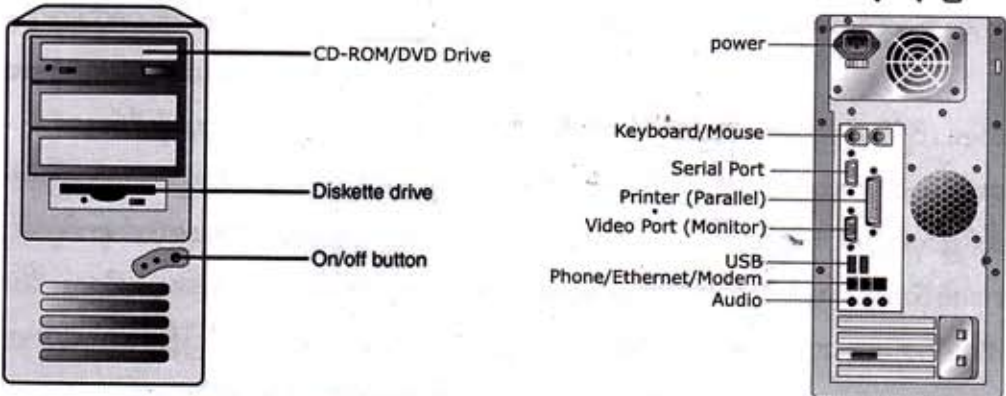 CD-ROM/DVD Drive
Diskette drive
On/off button
power
Keyboard/Mouse
Serial Port
Printer (Parallel)
Video Port (Monitor)
USB
Phone/Ethernet/Modem
Audio